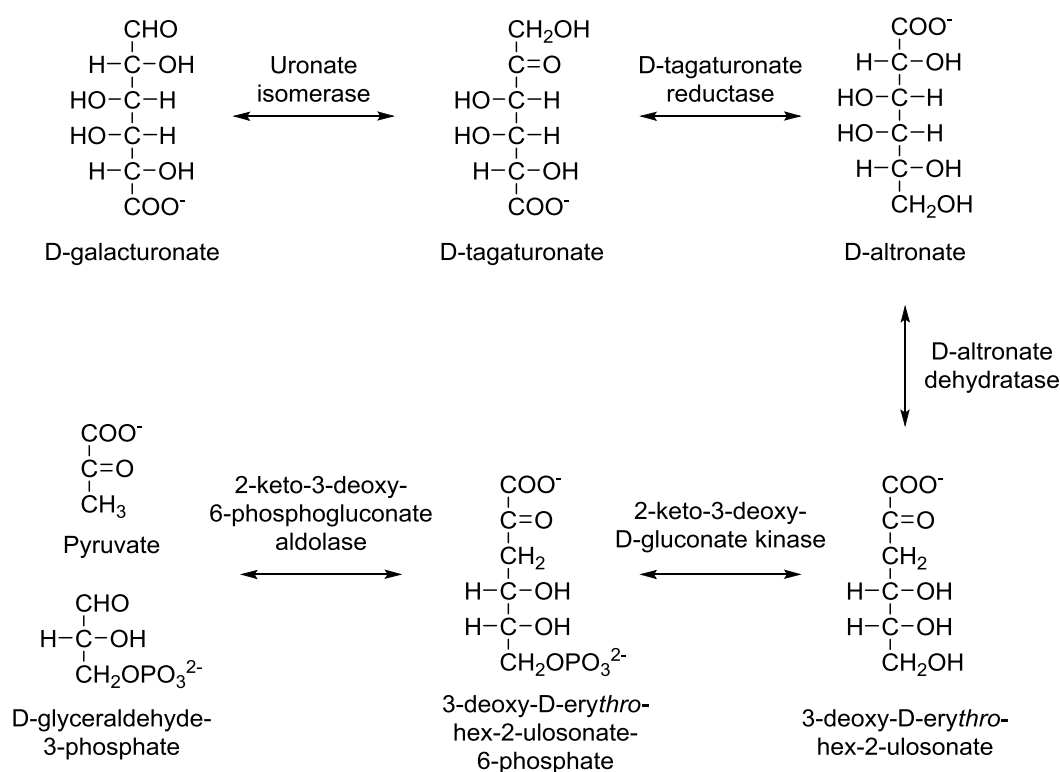 CHO
H-C-OH
HO-C-H
HO-C-H
H-C-OH
COO⁻
D-galacturonate
Uronate
isomerase
CH₂OH
C=O
HO-C-H
HO-C-H
H-C-OH
COO⁻
D-tagaturonate
D-tagaturonate
reductase
COO⁻
H-C-OH
HO-C-H
HO-C-H
H-C-OH
CH₂OH
D-altronate
D-altronate
dehydratase
COO⁻
C=O
CH₂
H-C-OH
H-C-OH
CH₂OH
3-deoxy-D-erythro-
hex-2-ulosonate
2-keto-3-deoxy-
D-gluconate kinase
COO⁻
C=O
CH₂
H-C-OH
H-C-OH
CH₂OPO₃²⁻
3-deoxy-D-erythro-
hex-2-ulosonate-
6-phosphate
2-keto-3-deoxy-
6-phosphogluconate
aldolase
COO⁻
C=O
CH₃
Pyruvate
CHO
H-C-OH
CH₂OPO₃²⁻
D-glyceraldehyde-
3-phosphate